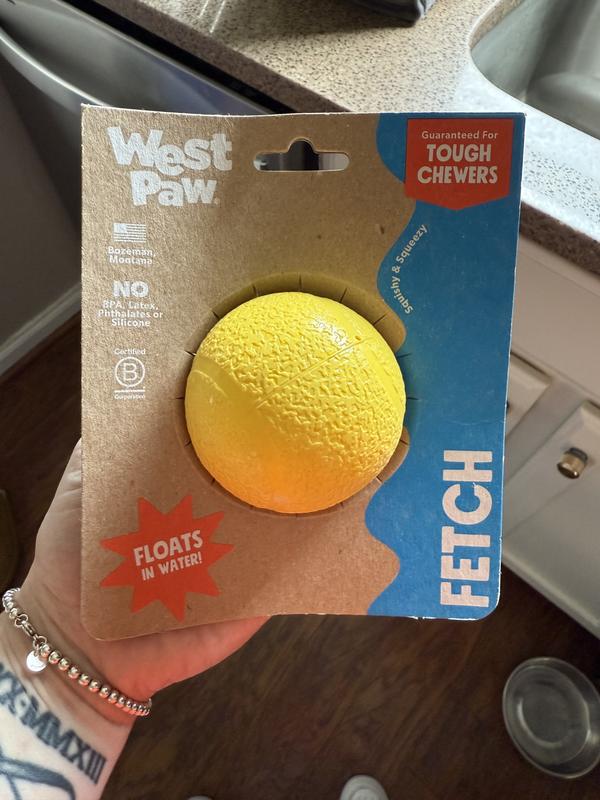 West
Paw®
Bozeman,
Montana
NO
BPA, Latex,
Phthalates or
Silicone
Certified
B
Corporation
Guaranteed For
TOUGH
CHEWERS
Squishy & Squeezy
FETCH
FLOATS
IN WATER!
X·MMXIII